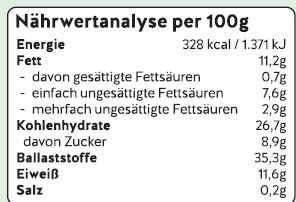 Nährwertanalyse per 100g
Energie 328 kcal / 1.371 kJ
Fett 11,2g
- davon gesättigte Fettsäuren 0,7g
- einfach ungesättigte Fettsäuren 7,6g
- mehrfach ungesättigte Fettsäuren 2,9g
Kohlenhydrate 26,7g
davon Zucker 8,9g
Ballaststoffe 35,3g
Eiweiß 11,6g
Salz 0,2g